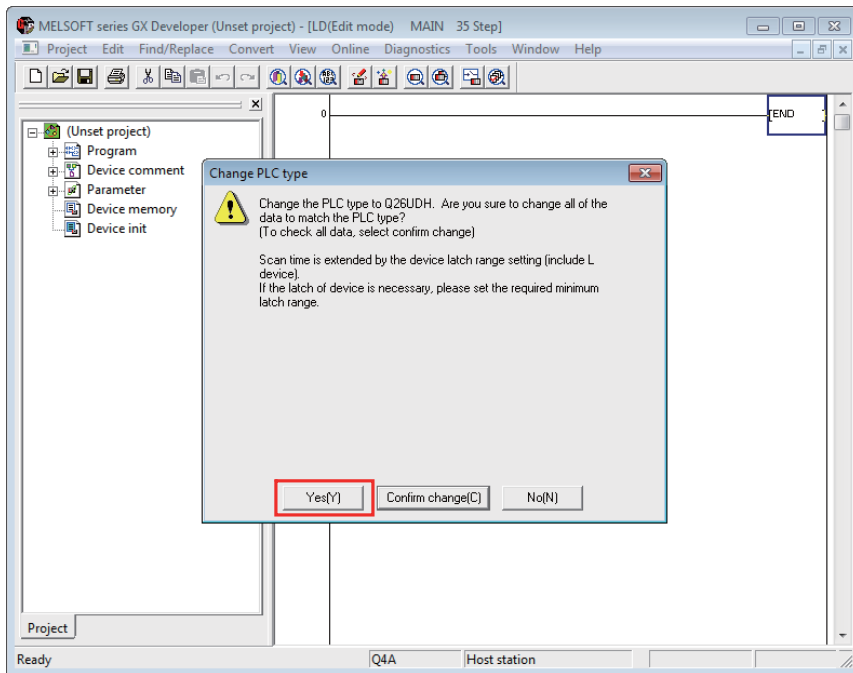 MELSOFT series GX Developer (Unset project) - [LD(Edit mode) MAIN 35 Step]
Project Edit Find/Replace Convert View Online Diagnostics Tools Window Help
0
END
(Unset project)
Program
Device comment
Parameter
Device memory
Device init
Change PLC type
Change the PLC type to Q26UDH. Are you sure to change all of the
data to match the PLC type?
(To check all data, select confirm change)
Scan time is extended by the device latch range setting (include L
device).
If the latch of device is necessary, please set the required minimum
latch range.
Yes(Y) Confirm change(C) No(N)
Project
Ready Q4A Host station